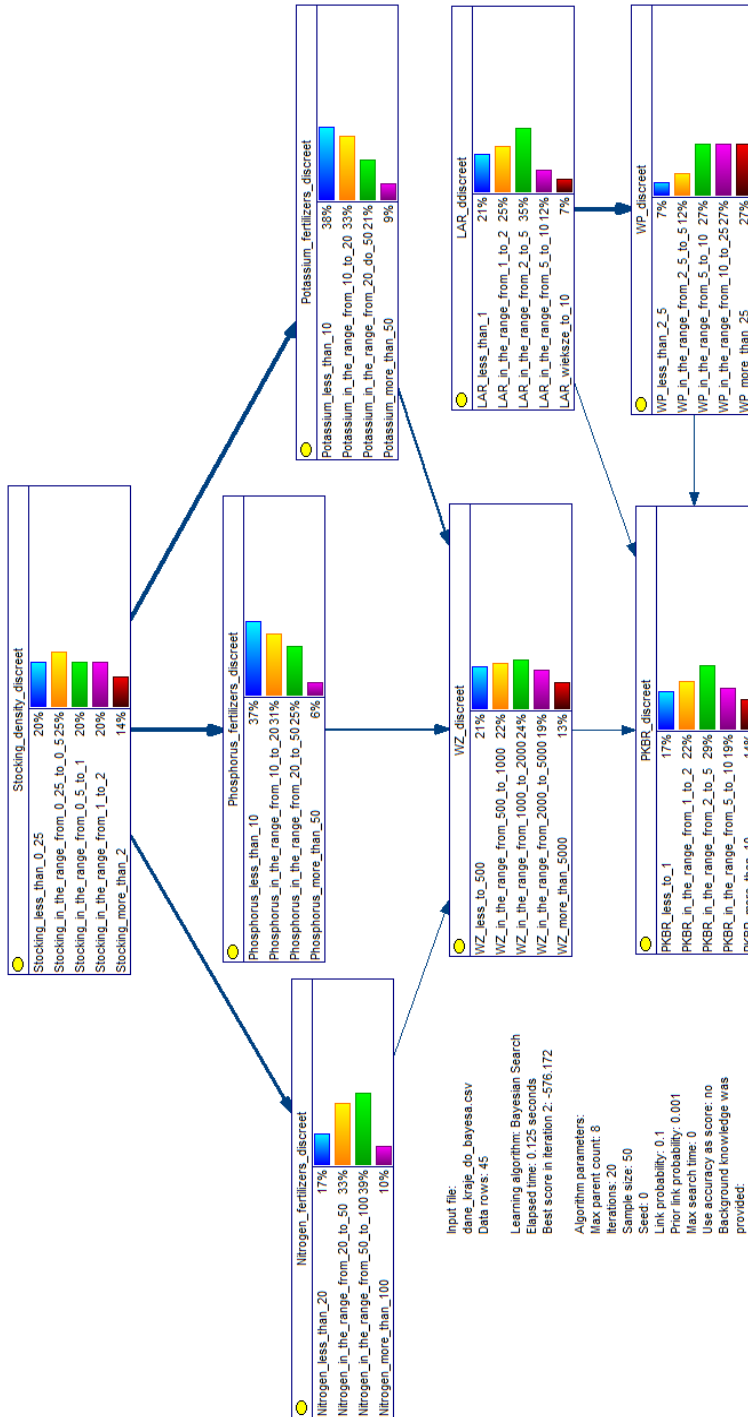 Stocking_density_discreet
Stocking_less_than_0_25 20%
Stocking_in_the_range_from_0_25_to_0_5 25%
Stocking_in_the_range_from_0_5_to_1 20%
Stocking_in_the_range_from_1_to_2 20%
Stocking_more_than_2 14%
Nitrogen_fertilizers_discreet
Nitrogen_less_than_20 17%
Nitrogen_in_the_range_from_20_to_50 33%
Nitrogen_in_the_range_from_50_to_100 39%
Nitrogen_more_than_100 10%
Phosphorus_fertilizers_discreet
Phosphorus_less_than_10 37%
Phosphorus_in_the_range_from_10_to_20 31%
Phosphorus_in_the_range_from_20_to_50 25%
Phosphorus_more_than_50 6%
Potassium_fertilizers_discreet
Potassium_less_than_10 38%
Potassium_in_the_range_from_10_to_20 33%
Potassium_in_the_range_from_20_do_50 21%
Potassium_more_than_50 9%
WZ_discreet
WZ_less_to_500 21%
WZ_in_the_range_from_500_to_1000 22%
WZ_in_the_range_from_1000_to_2000 24%
WZ_in_the_range_from_2000_to_5000 19%
WZ_more_than_5000 13%
LAR_ddiscreet
LAR_less_than_1 21%
LAR_in_the_range_from_1_to_2 25%
LAR_in_the_range_from_2_to_5 35%
LAR_in_the_range_from_5_to_10 12%
LAR_wieksze_to_10 7%
Input file:
dane_kraje_do_bayesa.csv
Data rows: 45
Learning algorithm: Bayesian Search
Elapsed time: 0.125 seconds
Best score in iteration 2: -576.172
Algorithm parameters:
Max parent count: 8
Iterations: 20
Sample size: 50
Seed: 0
Link probability: 0.1
Prior link probability: 0.001
Max search time: 0
Use accuracy as score: no
Background knowledge was
provided:
PKBR_discreet
PKBR_less_to_1 17%
PKBR_in_the_range_from_1_to_2 22%
PKBR_in_the_range_from_2_to_5 29%
PKBR_in_the_range_from_5_to_10 19%
PKBR_more_than_10 14%
WP_discreet
WP_less_than_2_5 7%
WP_in_the_range_from_2_5_to_5 12%
WP_in_the_range_from_5_to_10 27%
WP_in_the_range_from_10_to_25 27%
WP_more_than_25 27%